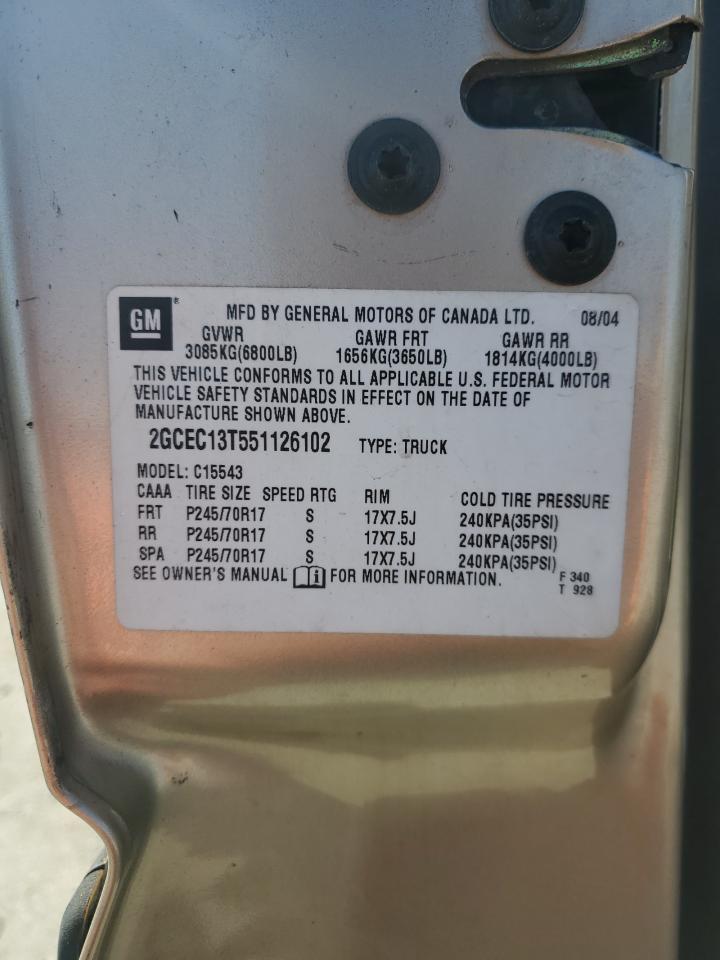 GM ® MFD BY GENERAL MOTORS OF CANADA LTD. 08/04
GVWR GAWR FRT GAWR RR
3085KG(6800LB) 1656KG(3650LB) 1814KG(4000LB)
THIS VEHICLE CONFORMS TO ALL APPLICABLE U.S. FEDERAL MOTOR
VEHICLE SAFETY STANDARDS IN EFFECT ON THE DATE OF
MANUFACTURE SHOWN ABOVE.
2GCEC13T551126102 TYPE: TRUCK
MODEL: C15543
CAAA TIRE SIZE SPEED RTG RIM COLD TIRE PRESSURE
FRT P245/70R17 S 17X7.5J 240KPA(35PSI)
RR P245/70R17 S 17X7.5J 240KPA(35PSI)
SPA P245/70R17 S 17X7.5J 240KPA(35PSI)
SEE OWNER'S MANUAL i FOR MORE INFORMATION. F 340
T 928